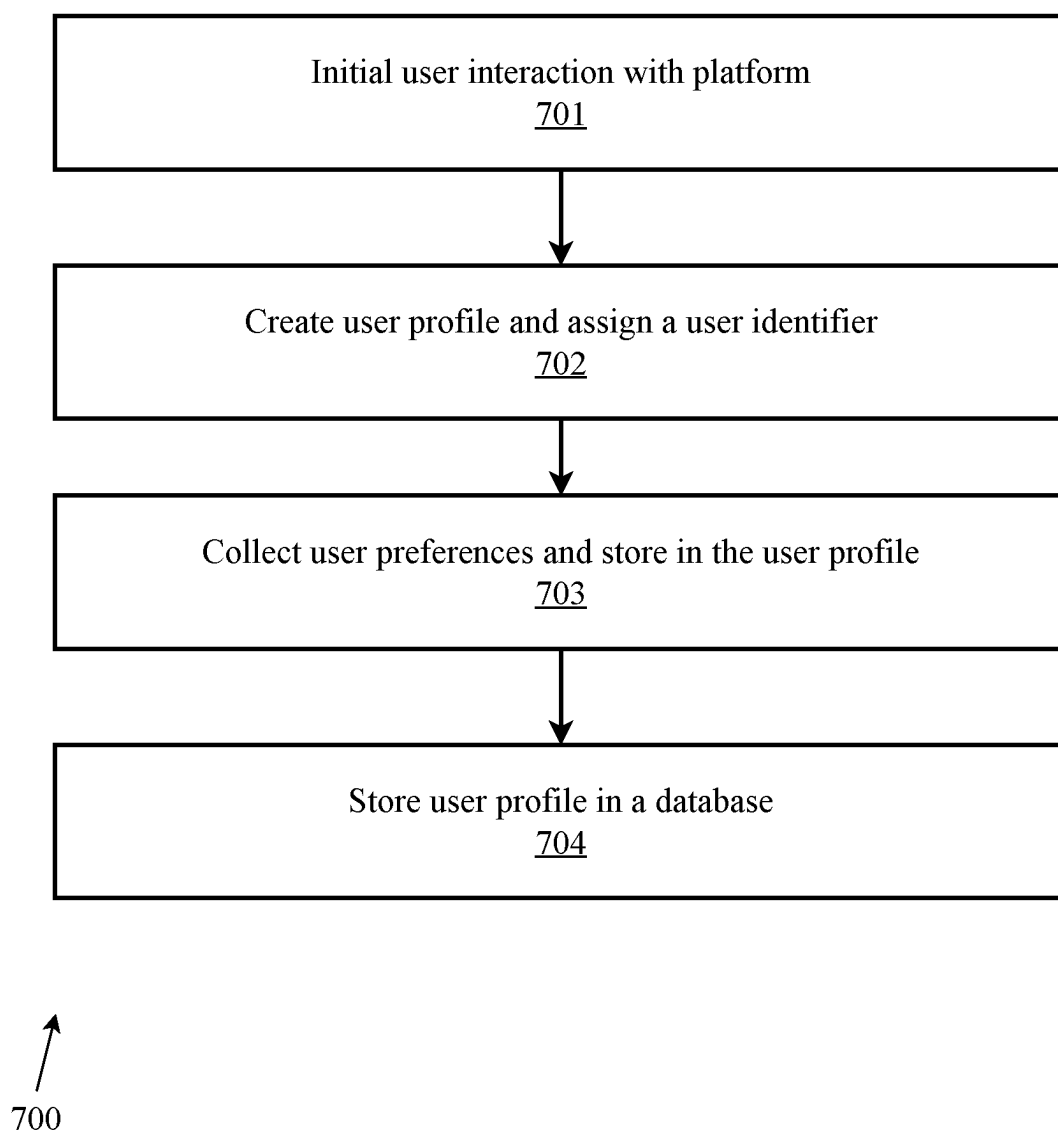 Initial user interaction with platform
701
Create user profile and assign a user identifier
702
Collect user preferences and store in the user profile
703
Store user profile in a database
704
700